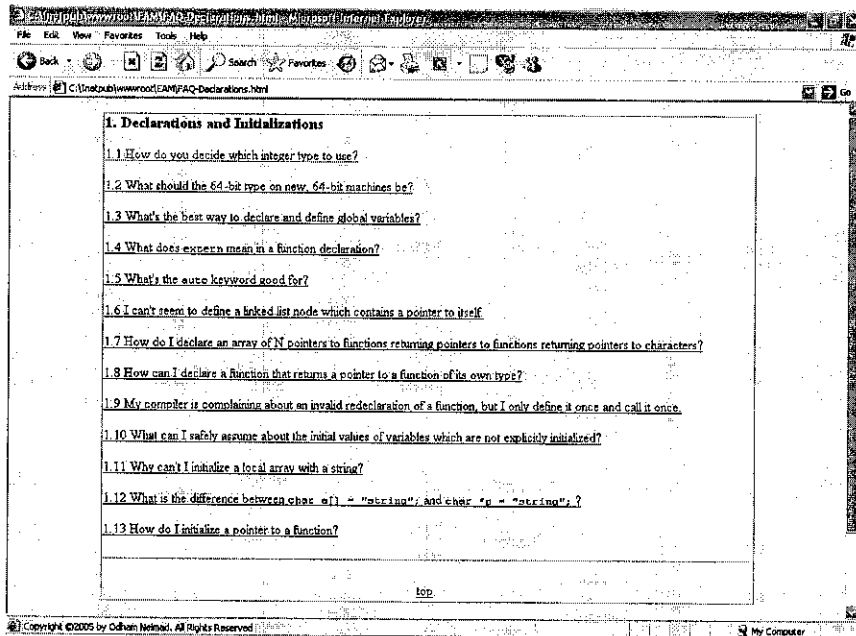 C:\Inetpub\wwwroot\EAM\FAQ-Declarations.html - Microsoft Internet Explorer
File Edit View Favorites Tools Help
Back Search Favorites
Address C:\Inetpub\wwwroot\EAM\FAQ-Declarations.html Go
1. Declarations and Initializations
1.1 How do you decide which integer type to use?
1.2 What should the 64-bit type on new, 64-bit machines be?
1.3 What's the best way to declare and define global variables?
1.4 What does extern mean in a function declaration?
1.5 What's the auto keyword good for?
1.6 I can't seem to define a linked list node which contains a pointer to itself.
1.7 How do I declare an array of N pointers to functions returning pointers to functions returning pointers to characters?
1.8 How can I declare a function that returns a pointer to a function of its own type?
1.9 My compiler is complaining about an invalid redeclaration of a function, but I only define it once and call it once.
1.10 What can I safely assume about the initial values of variables which are not explicitly initialized?
1.11 Why can't I initialize a local array with a string?
1.12 What is the difference between char a[] = "string"; and char *p = "string"; ?
1.13 How do I initialize a pointer to a function?
top
Copyright ©2005 by Odham Neimad. All Rights Reserved My Computer